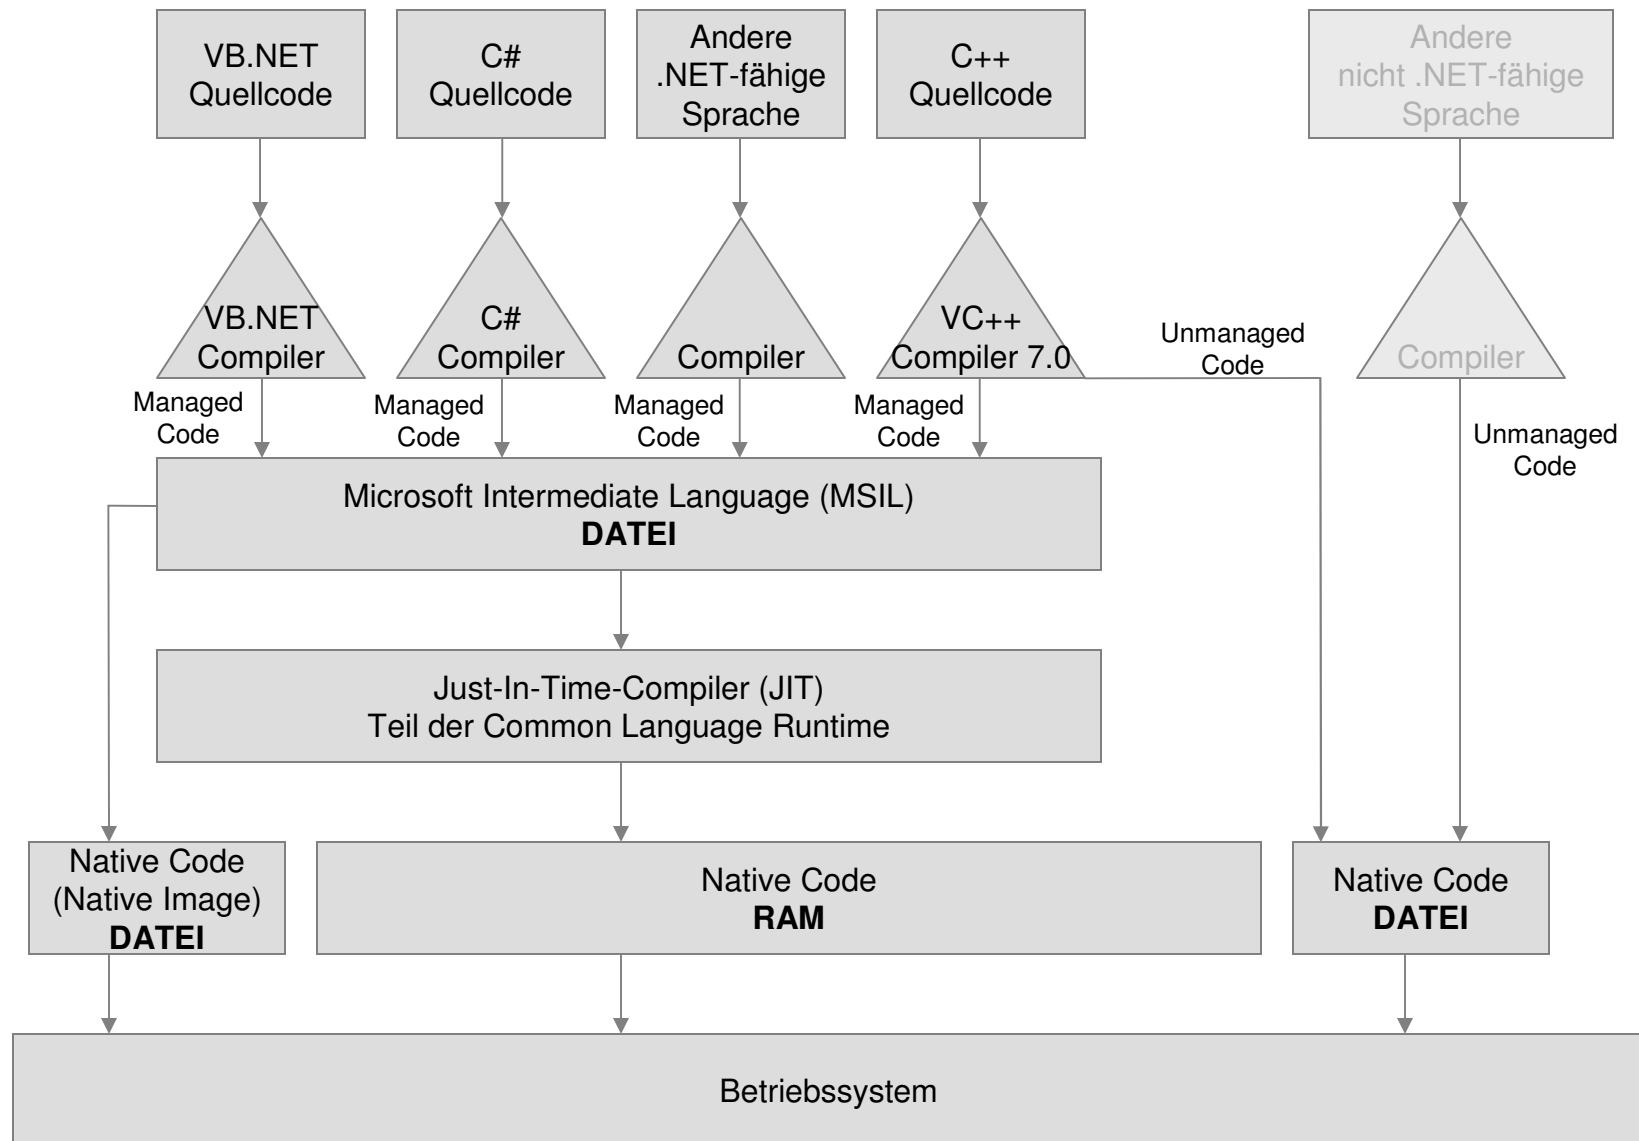 VB.NET
Quellcode
C#
Quellcode
Andere
.NET-fähige
Sprache
C++
Quellcode
Andere
nicht .NET-fähige
Sprache
VB.NET
Compiler
C#
Compiler
Compiler
VC++
Compiler 7.0
Unmanaged
Code
Compiler
Managed
Code
Managed
Code
Managed
Code
Managed
Code
Unmanaged
Code
Microsoft Intermediate Language (MSIL)
DATEI
Just-In-Time-Compiler (JIT)
Teil der Common Language Runtime
Native Code
(Native Image)
DATEI
Native Code
RAM
Native Code
DATEI
Betriebssystem